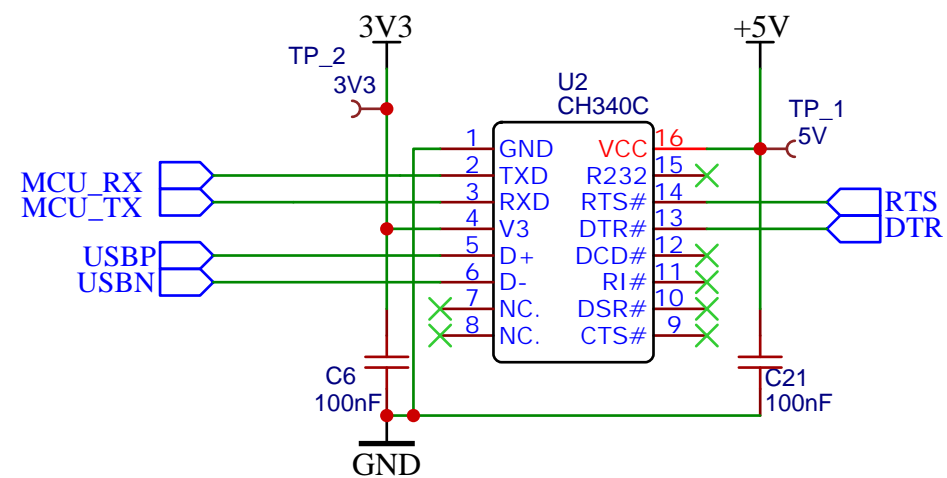 3V3
+5V
TP_2
3V3
U2
CH340C
TP_1
5V
1 GND VCC 16
MCU_RX 2 TXD R232 15
MCU_TX 3 RXD RTS# 14 RTS
4 V3 DTR# 13 DTR
USBP 5 D+ DCD# 12
USBN 6 D- RI# 11
7 NC. DSR# 10
8 NC. CTS# 9
C6
100nF
C21
100nF
GND